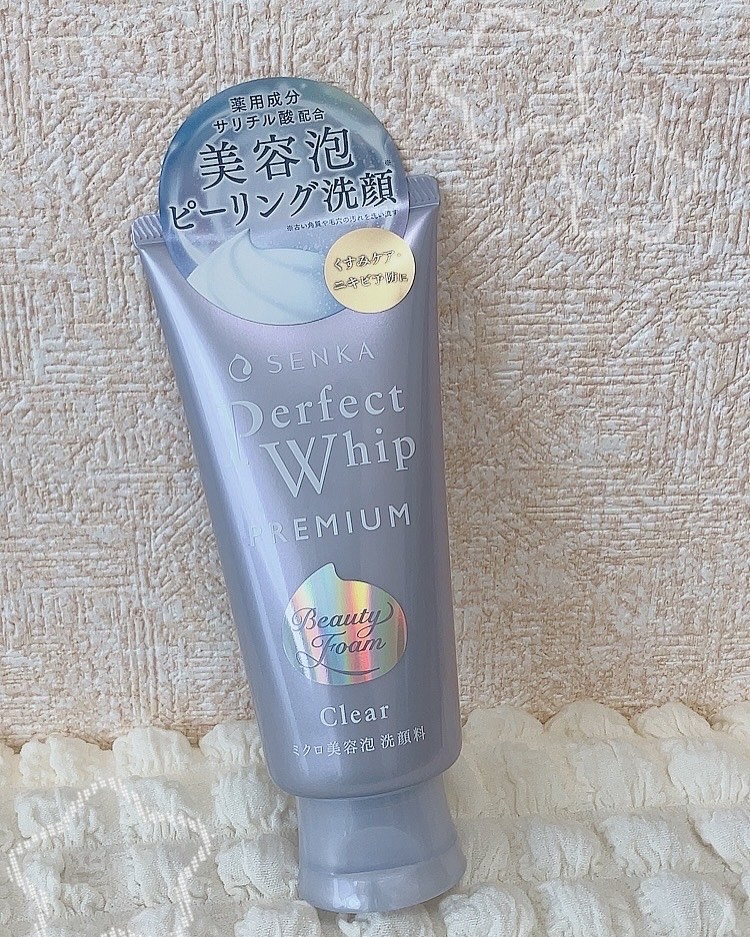 薬用成分
サリチル酸配合
美容泡
ピーリング洗顔※
※古い角質や毛穴の汚れを洗い流す
くすみケア・
ニキビ予防に
SENKA
Perfect
Whip
PREMIUM
Beauty
Foam
Clear
ミクロ美容泡 洗顔料